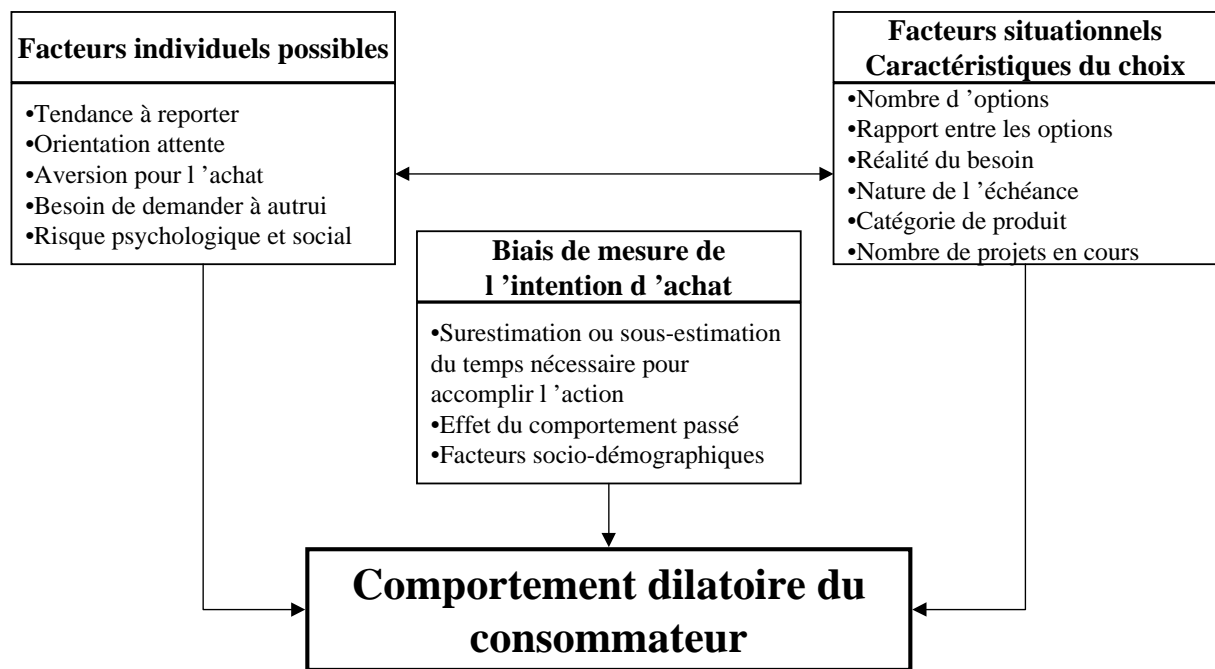 Facteurs individuels possibles
•Tendance à reporter
•Orientation attente
•Aversion pour l ’achat
•Besoin de demander à autrui
•Risque psychologique et social
Facteurs situationnels
Caractéristiques du choix
•Nombre d ’options
•Rapport entre les options
•Réalité du besoin
•Nature de l ’échéance
•Catégorie de produit
•Nombre de projets en cours
Biais de mesure de
l ’intention d ’achat
•Surestimation ou sous-estimation
du temps nécessaire pour
accomplir l ’action
•Effet du comportement passé
•Facteurs socio-démographiques
Comportement dilatoire du
consommateur